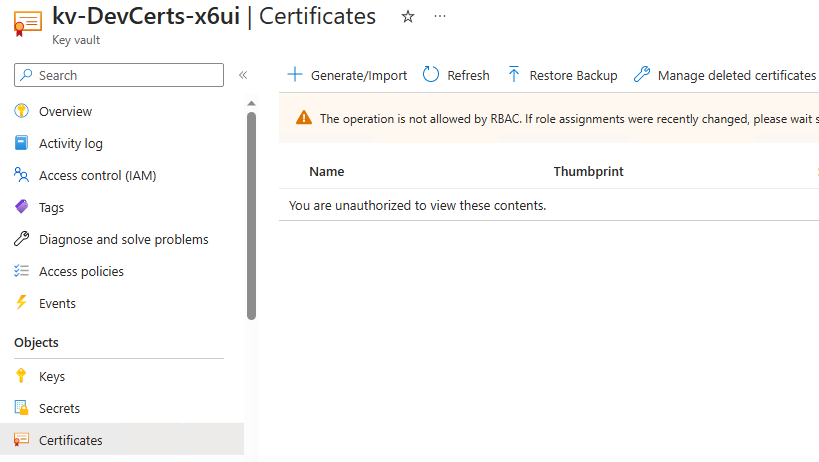 kv-DevCerts-x6ui | Certificates
Key vault
Search
Generate/Import
Refresh
Restore Backup
Manage deleted certificates
Overview
Activity log
Access control (IAM)
Tags
Diagnose and solve problems
Access policies
Events
Objects
Keys
Secrets
Certificates
The operation is not allowed by RBAC. If role assignments were recently changed, please wait s
Name
Thumbprint
You are unauthorized to view these contents.